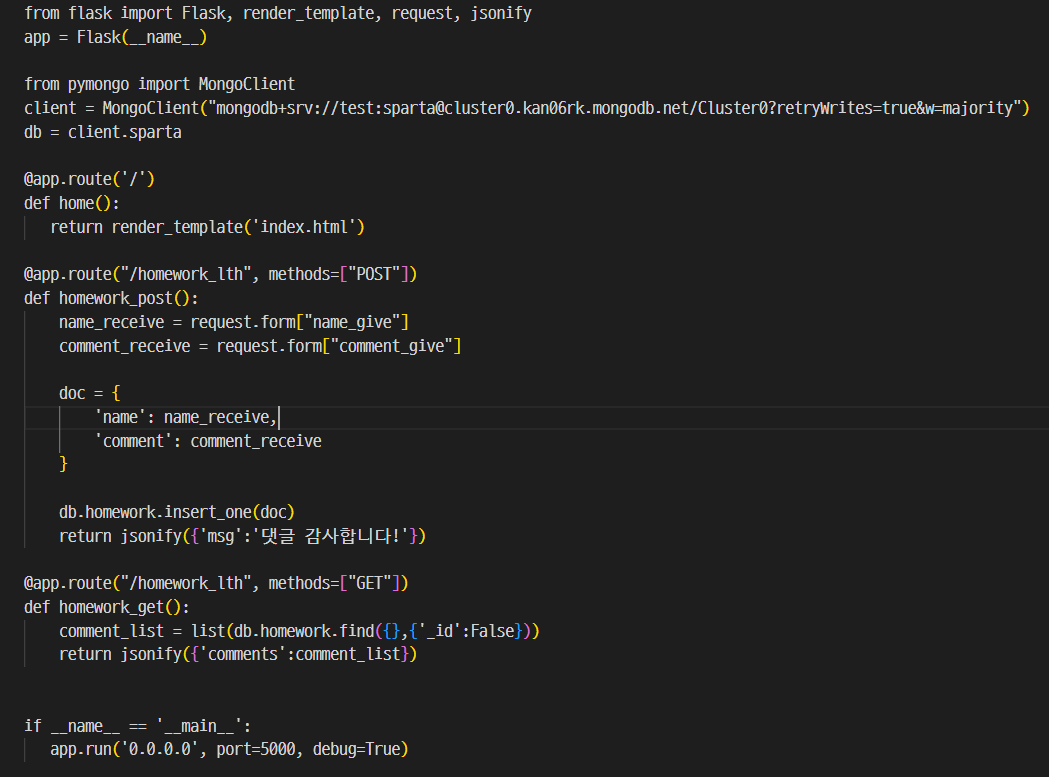 from flask import Flask, render_template, request, jsonify
app = Flask(__name__)
from pymongo import MongoClient
client = MongoClient("mongodb+srv://test:sparta@cluster0.kan06rk.mongodb.net/Cluster0?retryWrites=true&w=majority")
db = client.sparta
@app.route('/')
def home():
   return render_template('index.html')
@app.route("/homework_lth", methods=["POST"])
def homework_post():
    name_receive = request.form["name_give"]
    comment_receive = request.form["comment_give"]
    doc = {
        'name': name_receive,
        'comment': comment_receive
    }
    db.homework.insert_one(doc)
    return jsonify({'msg':'댓글 감사합니다!'})
@app.route("/homework_lth", methods=["GET"])
def homework_get():
    comment_list = list(db.homework.find({},{'_id':False}))
    return jsonify({'comments':comment_list})
if __name__ == '__main__':
   app.run('0.0.0.0', port=5000, debug=True)